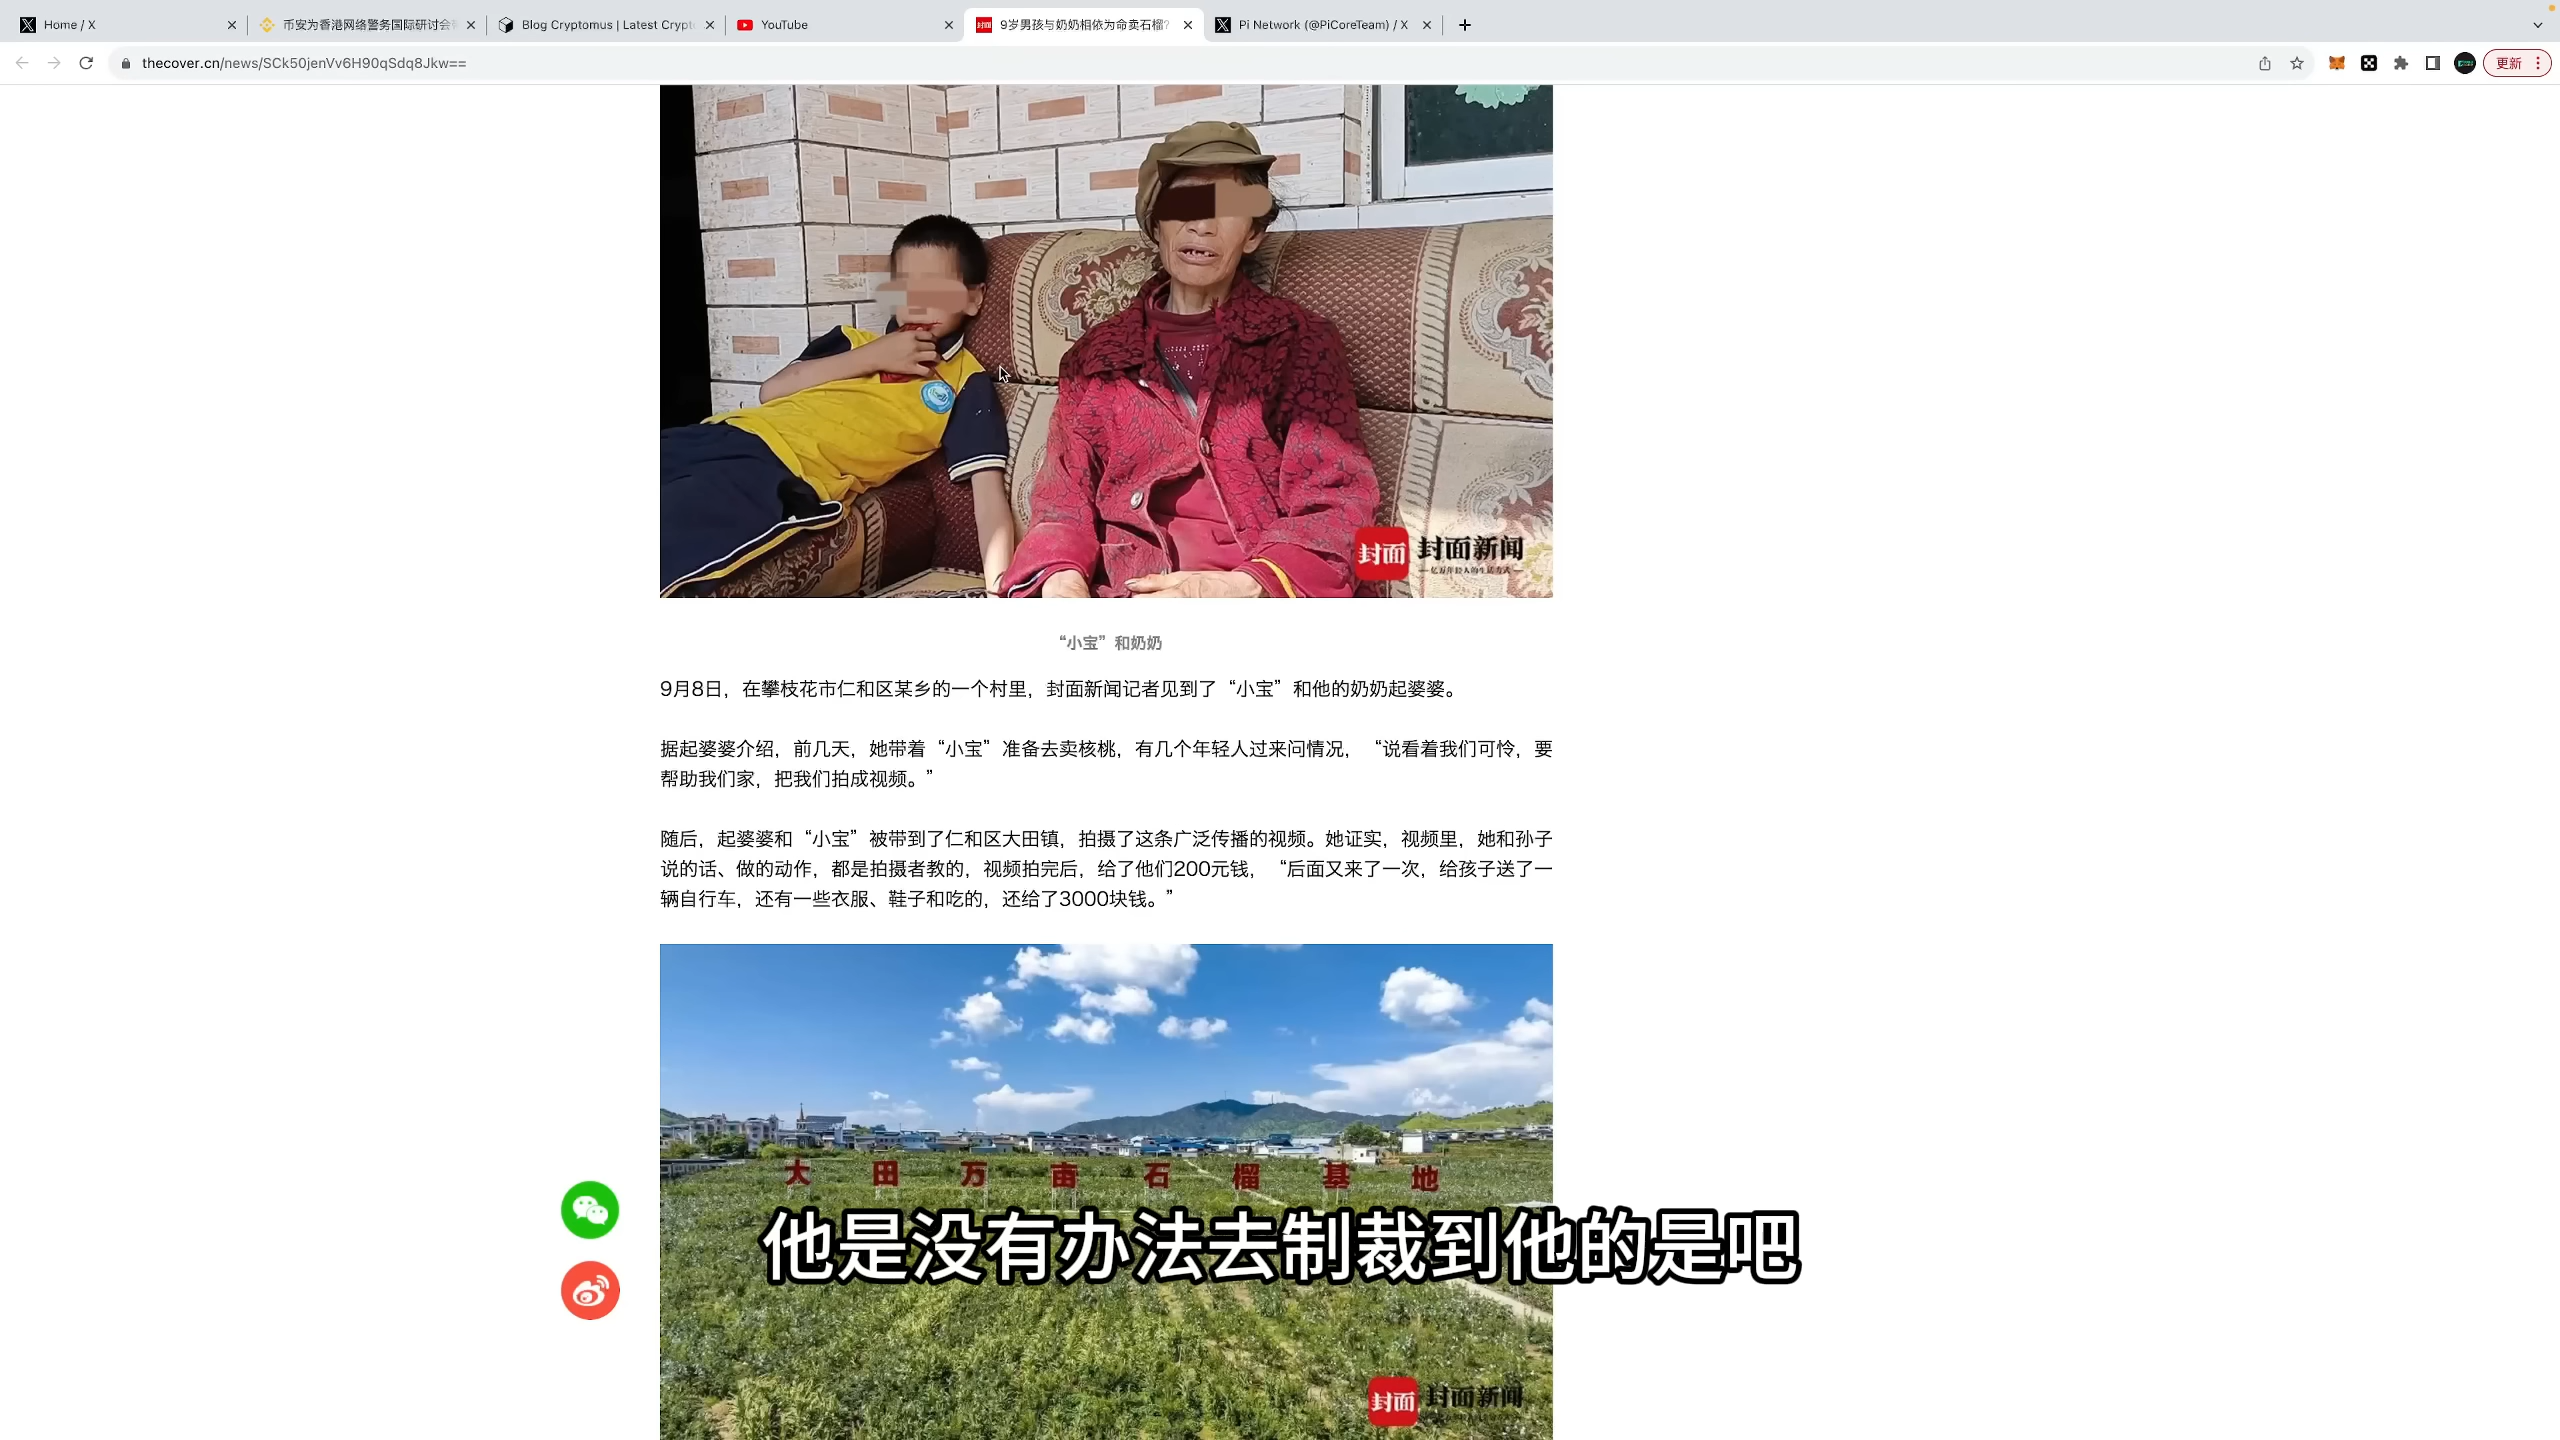 Home / X
币安为香港网络警务国际研讨会
Blog Cryptomus | Latest Crypt
YouTube
9岁男孩与奶奶相依为命卖石榴?
Pi Network (@PiCoreTeam) / X
thecover.cn/news/SCk50jenVv6H90qSdq8Jkw==
更新
封面 封面新闻
亿万年轻人的生活方式
“小宝”和奶奶
9月8日，在攀枝花市仁和区某乡的一个村里，封面新闻记者见到了“小宝”和他的奶奶起婆婆。
据起婆婆介绍，前几天，她带着“小宝”准备去卖核桃，有几个年轻人过来问情况，“说看着我们可怜，要
帮助我们家，把我们拍成视频。”
随后，起婆婆和“小宝”被带到了仁和区大田镇，拍摄了这条广泛传播的视频。她证实，视频里，她和孙子
说的话、做的动作，都是拍摄者教的，视频拍完后，给了他们200元钱，“后面又来了一次，给孩子送了一
辆自行车，还有一些衣服、鞋子和吃的，还给了3000块钱。”
大田万亩石榴基地
他是没有办法去制裁到他的是吧
封面 封面新闻